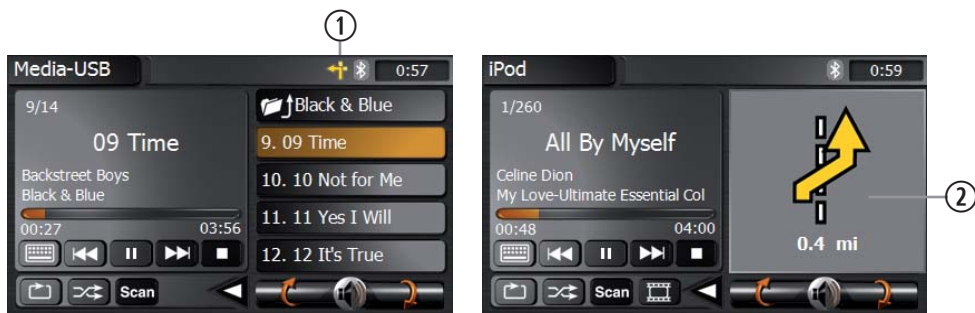 1
Media-USB
0:57
9/14
09 Time
Backstreet Boys
Black & Blue
00:27
03:56
Scan
Black & Blue
9. 09 Time
10. 10 Not for Me
11. 11 Yes I Will
12. 12 It's True
iPod
0:59
1/260
All By Myself
Celine Dion
My Love-Ultimate Essential Col
00:48
04:00
Scan
0.4 mi
2